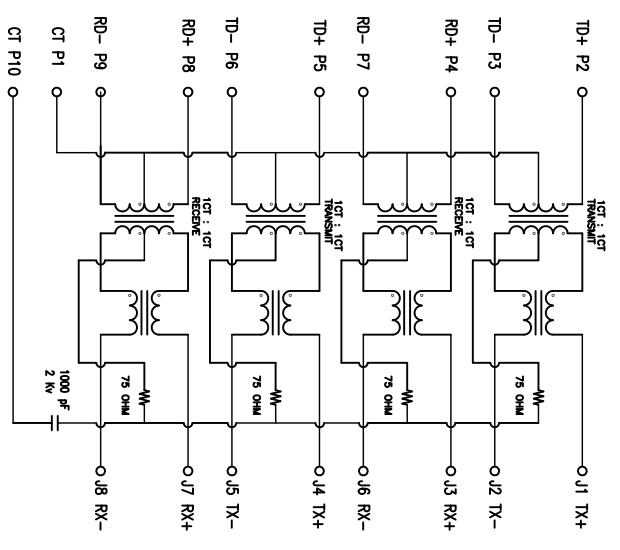 TD+ P2
TD- P3
RD+ P4
RD- P7
TD+ P5
TD- P6
RD+ P8
RD- P9
CT P1
CT P10
1CT : 1CT
TRANSMIT
1CT : 1CT
RECEIVE
1CT : 1CT
TRANSMIT
1CT : 1CT
RECEIVE
75 OHM
75 OHM
75 OHM
75 OHM
1000 pF
2 Kv
J1 TX+
J2 TX-
J3 RX+
J6 RX-
J4 TX+
J5 TX-
J7 RX+
J8 RX-